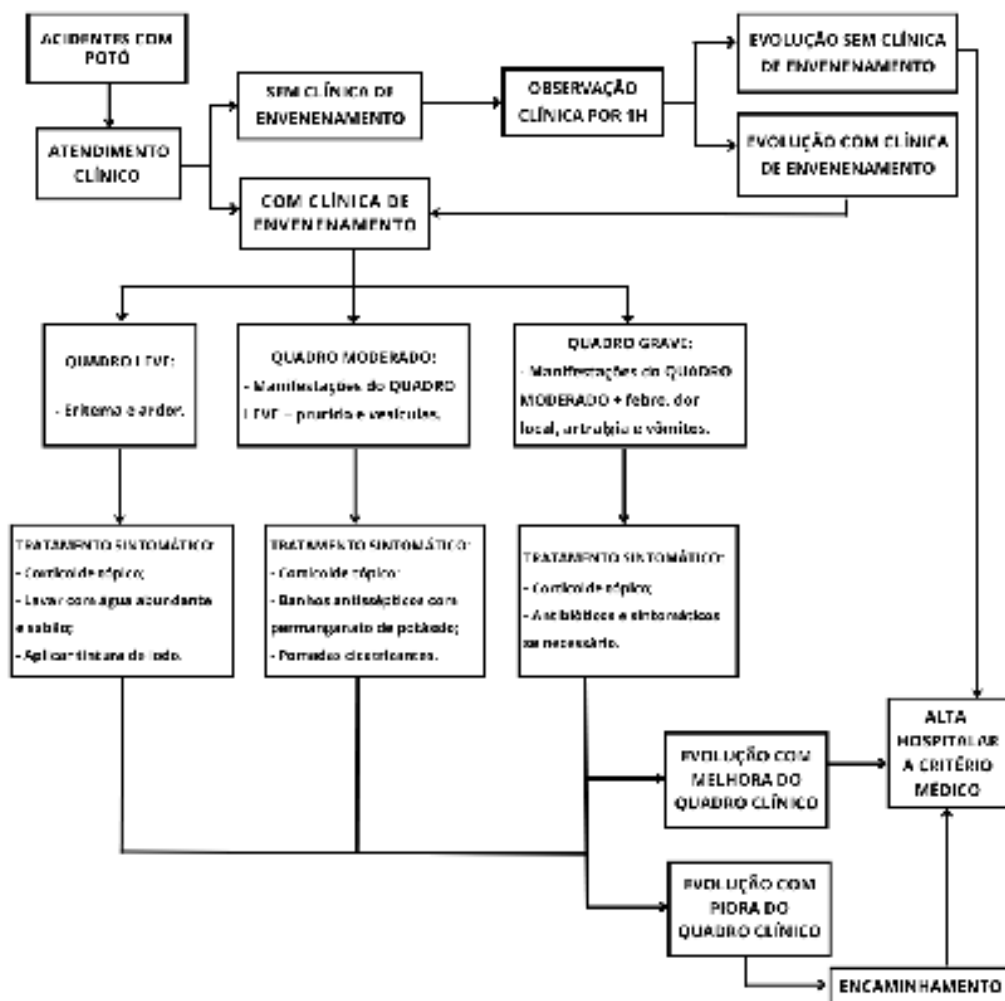 ACIDENTES COM
POTÓ
ATENDIMENTO
CLÍNICO
SEM CLÍNICA DE
ENVENENAMENTO
OBSERVAÇÃO
CLÍNICA POR 1H
EVOLUÇÃO SEM CLÍNICA
DE ENVENENAMENTO
EVOLUÇÃO COM CLÍNICA
DE ENVENENAMENTO
COM CLÍNICA DE
ENVENENAMENTO
QUADRO LEVE:
- Eritema e ardor.
QUADRO MODERADO:
- Manifestações do QUADRO
LEVE + prurido e vesículas.
QUADRO GRAVE:
- Manifestações do QUADRO
MODERADO + febre, dor
local, artralgia e vômitos.
TRATAMENTO SINTOMÁTICO:
- Corticoide tópico;
- Lavar com água abundante
e sabão;
- Aplicar tintura de iodo.
TRATAMENTO SINTOMÁTICO:
- Corticoide tópico;
- Banhos antissépticos com
permanganato de potássio;
- Pomadas cicatrizantes.
TRATAMENTO SINTOMÁTICO:
- Corticoide tópico;
- Antibióticos e sintomáticos
se necessário.
EVOLUÇÃO COM
MELHORA DO
QUADRO CLÍNICO
ALTA
HOSPITALAR
A CRITÉRIO
MÉDICO
EVOLUÇÃO COM
PIORA DO
QUADRO CLÍNICO
ENCAMINHAMENTO